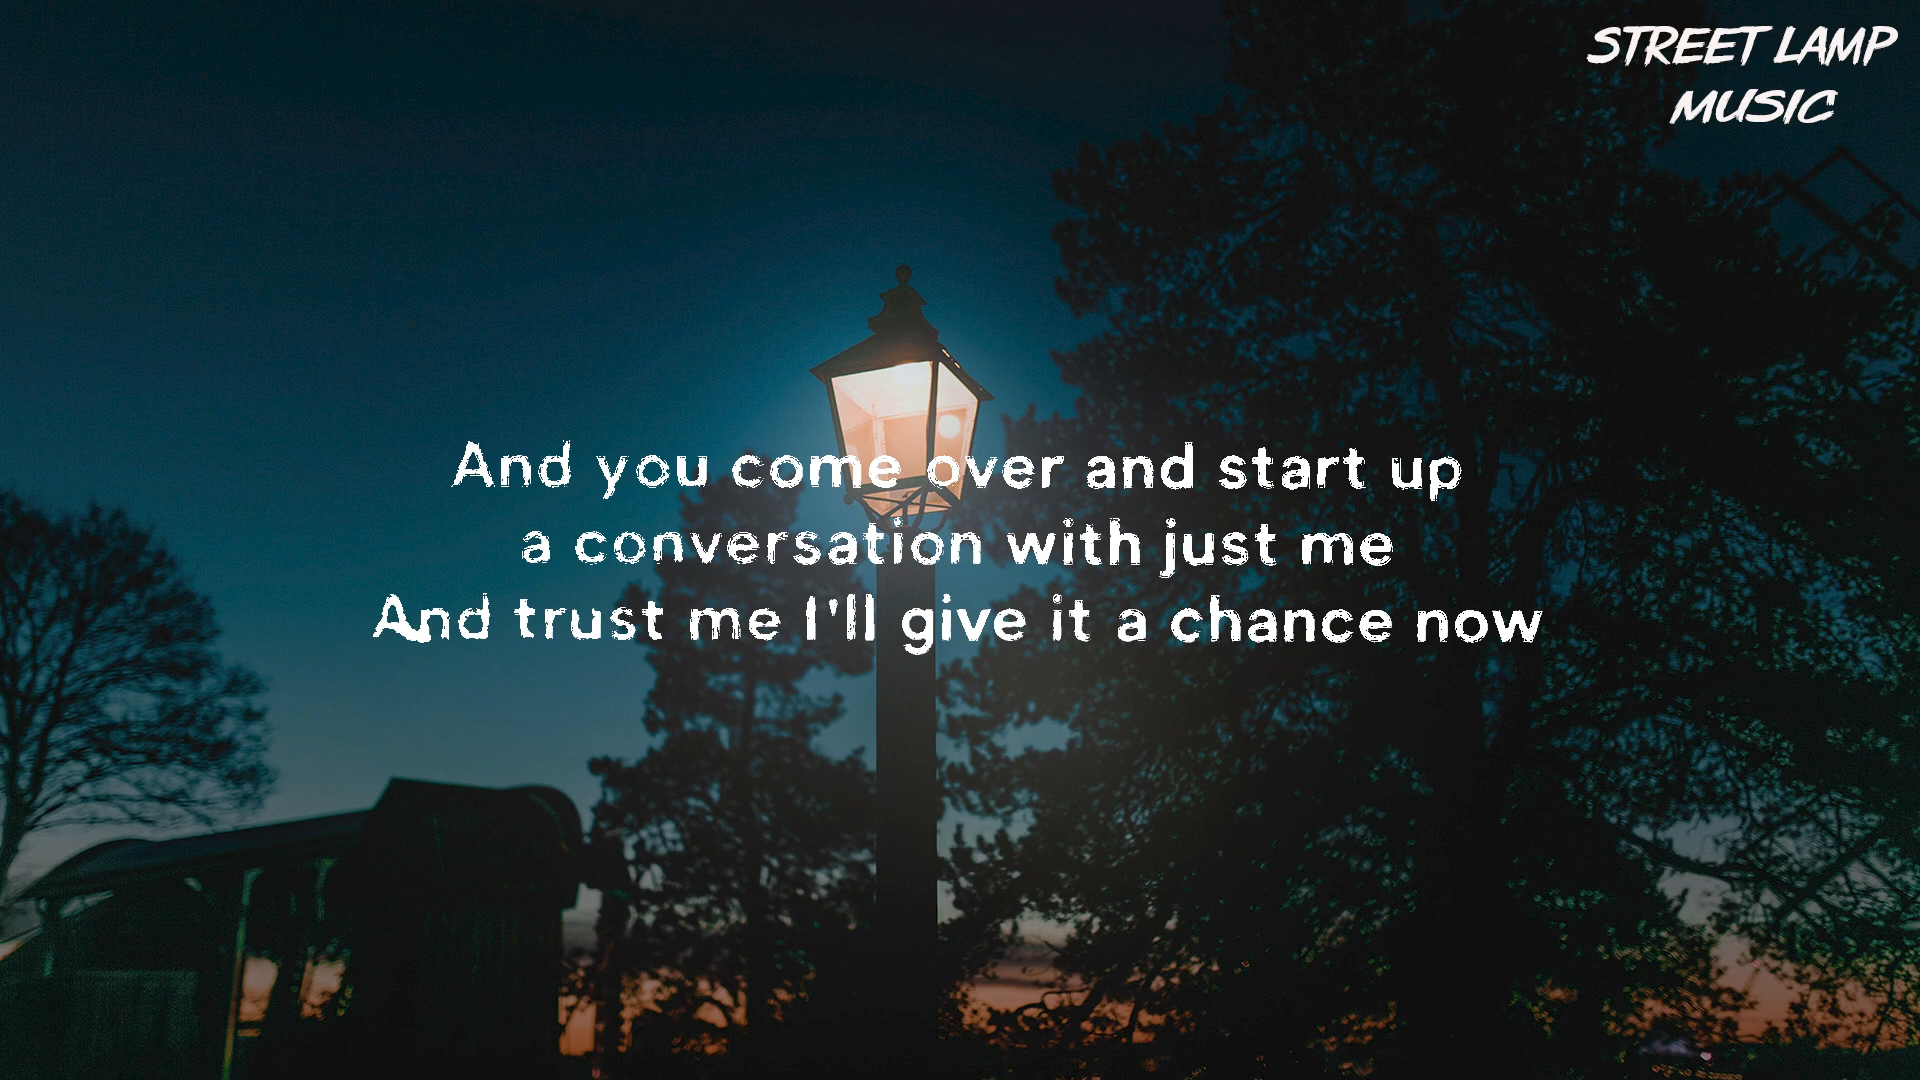 STREET LAMP
MUSIC
And you come over and start up
a conversation with just me
And trust me I'll give it a chance now